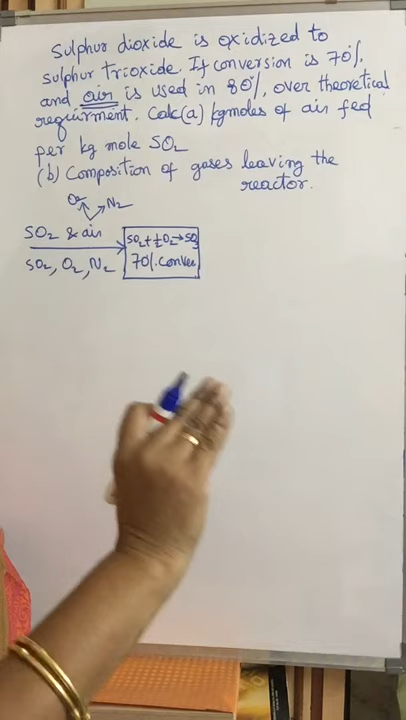 Sulphur dioxide is oxidized to
sulphur trioxide. If conversion is 70%.
and air is used in 80%, over theoretical
requirment. Calc(a) kgmoles of air fed
per kg mole SO2
(b) Composition of gases leaving the
reactor.
O2 N2
SO2 & air
SO2, O2, N2
SO2+½O2→SO3
70%.conver